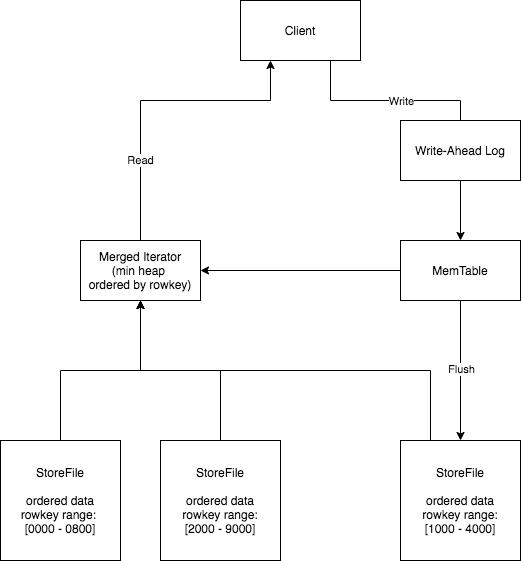 Client
Write
Write-Ahead Log
Read
Merged Iterator
(min heap
ordered by rowkey)
MemTable
Flush
StoreFile
ordered data
rowkey range:
[0000 - 0800]
StoreFile
ordered data
rowkey range:
[2000 - 9000]
StoreFile
ordered data
rowkey range:
[1000 - 4000]